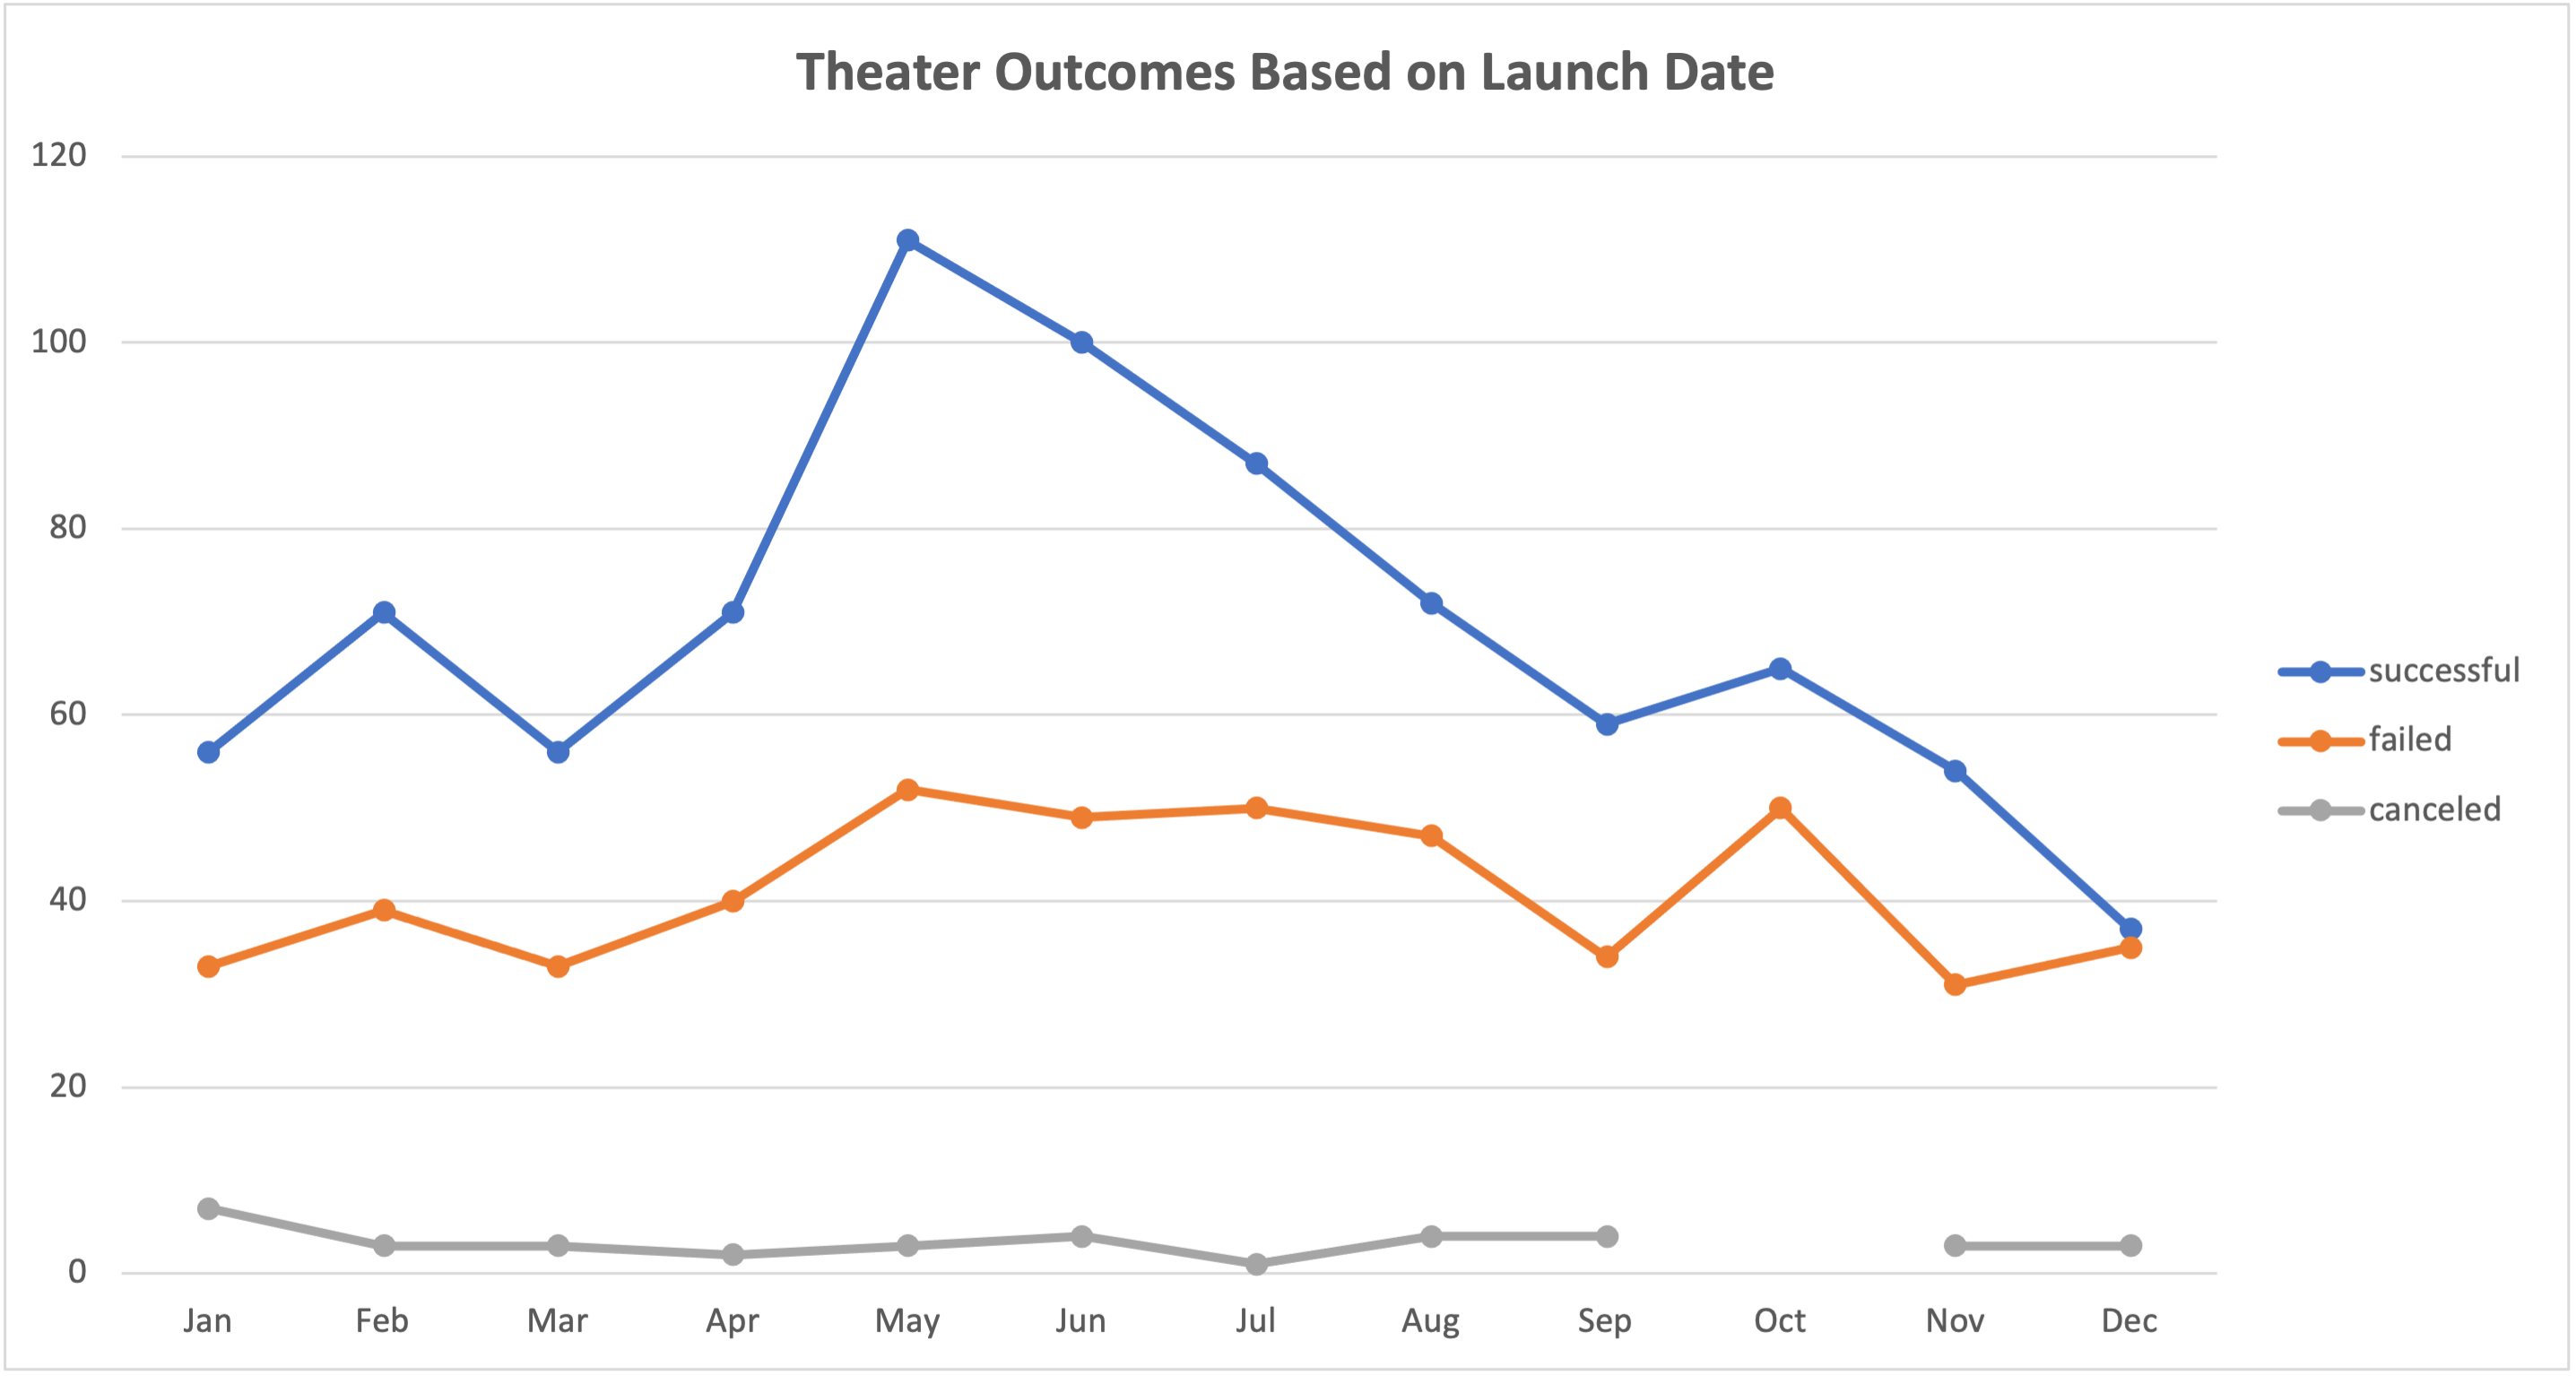 Theater Outcomes Based on Launch Date
120
100
80
60
40
20
0
Jan Feb Mar Apr May Jun Jul Aug Sep Oct Nov Dec
successful
failed
canceled